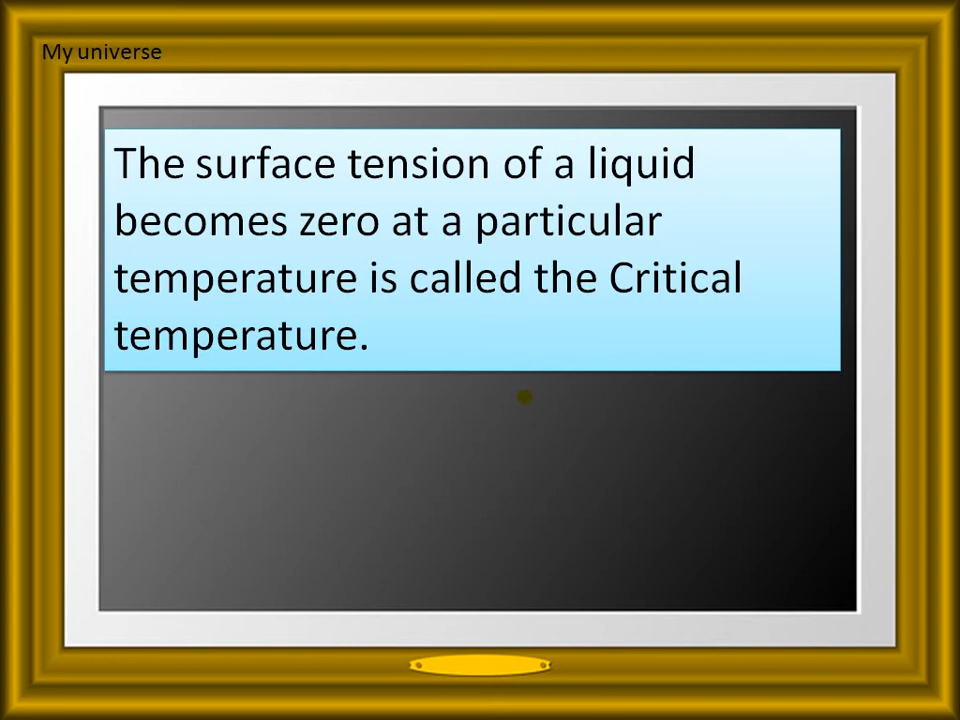 My universe
The surface tension of a liquid
becomes zero at a particular
temperature is called the Critical
temperature.